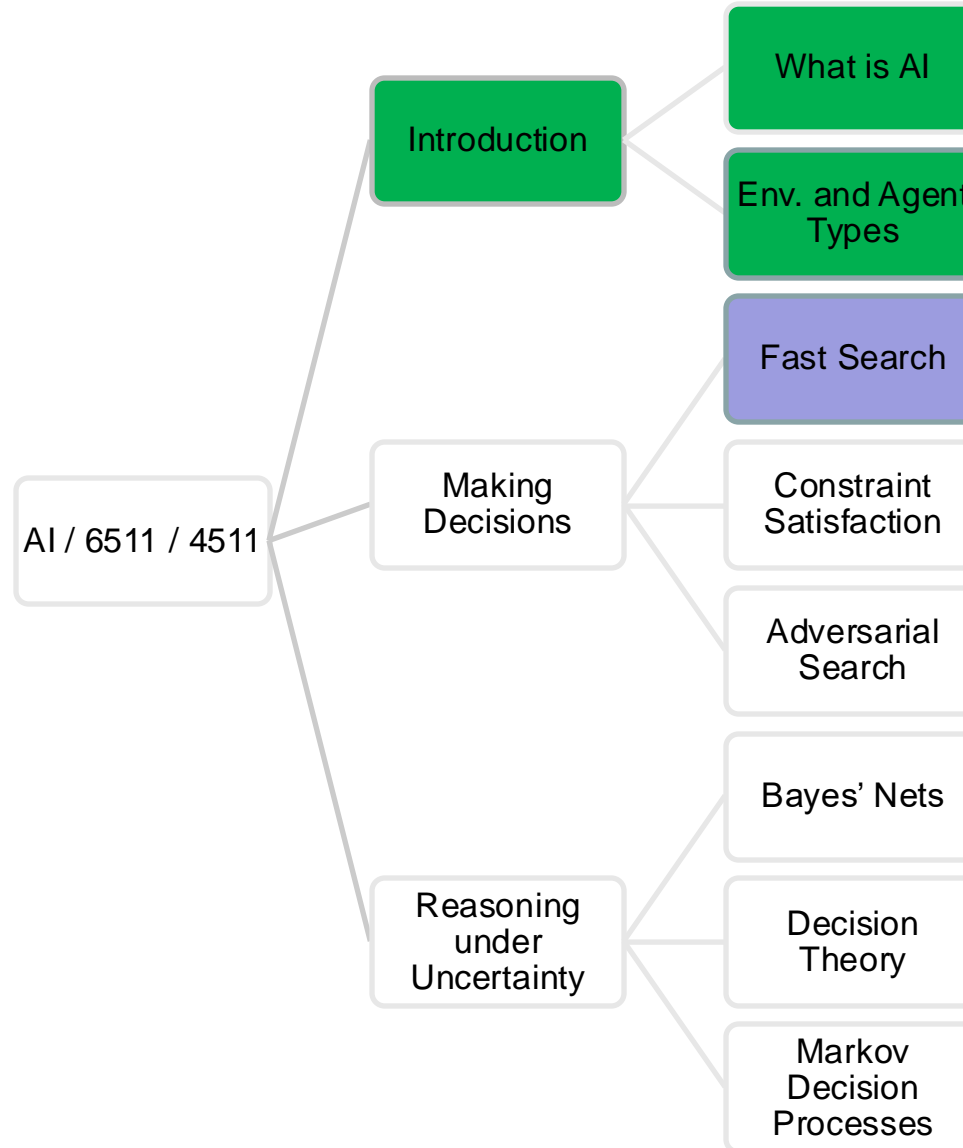 What is AI
Introduction
Env. and Agent
Types
Fast Search
Making
Decisions
Constraint
Satisfaction
AI / 6511 / 4511
Adversarial
Search
Bayes’ Nets
Reasoning
under
Uncertainty
Decision
Theory
Markov
Decision
Processes